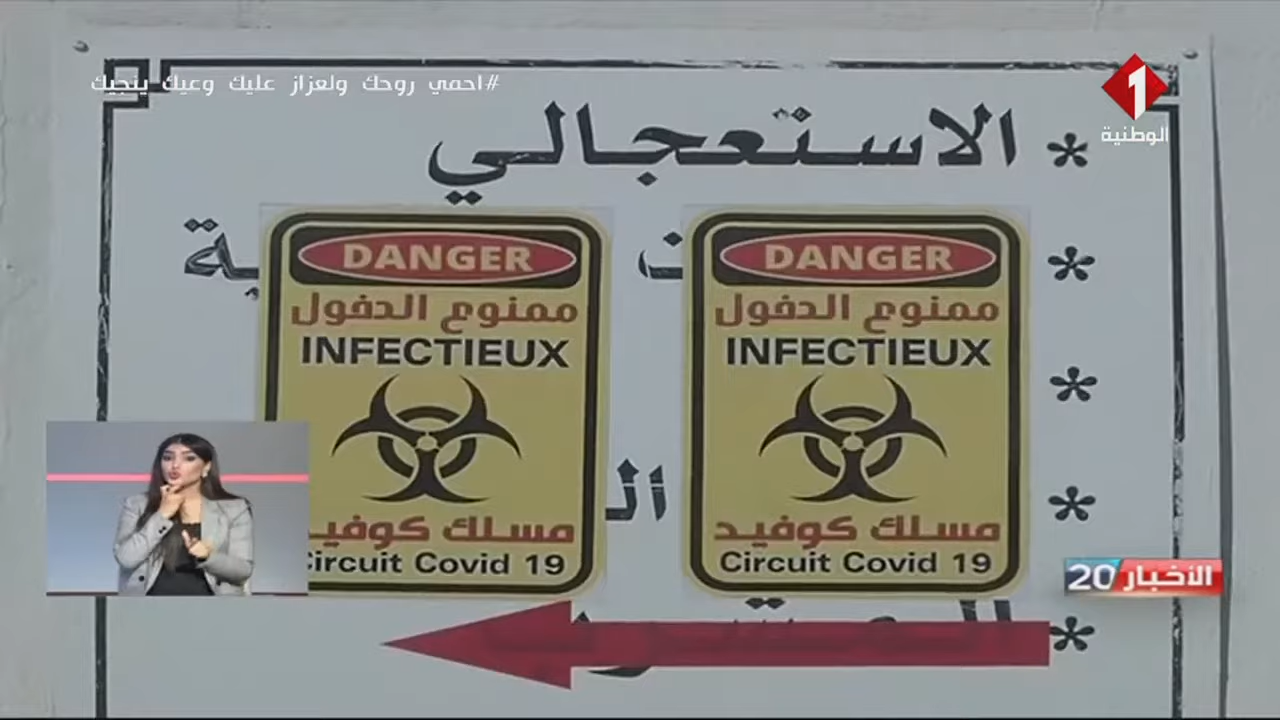 #احمي روحك ولعزاز عليك وعيك ينجيك
1
الوطنية
* الاستعجالي
DANGER
ممنوع الدخول
INFECTIEUX
مسلك كوفيد
Circuit Covid 19
DANGER
ممنوع الدخول
INFECTIEUX
مسلك كوفيد
Circuit Covid 19
الأخبار 20